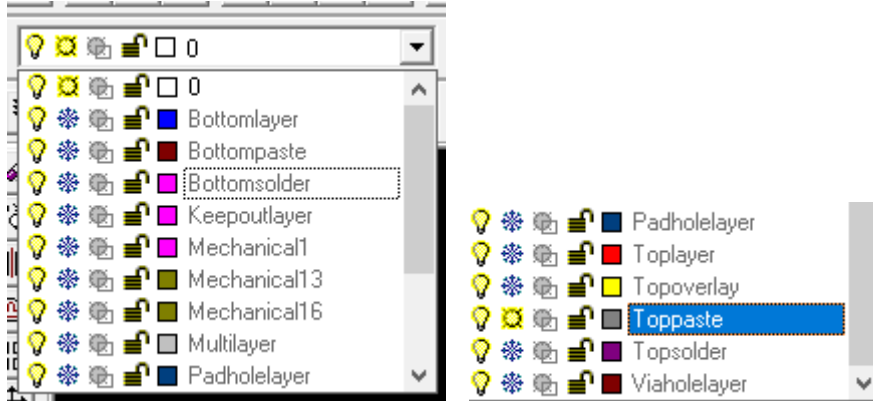 0
0
Bottomlayer
Bottompaste
Bottomsolder
Keepoutlayer
Mechanical1
Mechanical13
Mechanical16
Multilayer
Padholelayer
Padholelayer
Toplayer
Topoverlay
Toppaste
Topsolder
Viaholelayer